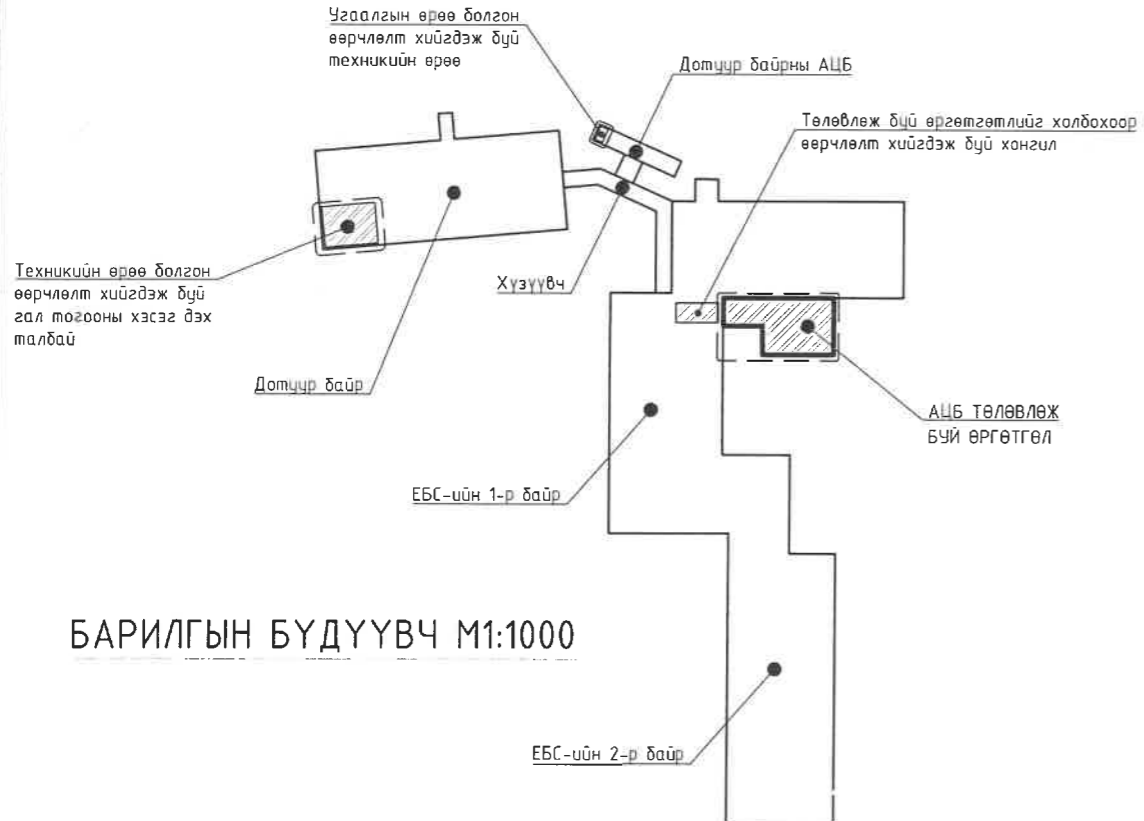 Угаалгын өрөө болгон
өөрчлөлт хийгдэж буй
техникийн өрөө
Дотуур байрны АЦБ
Төлөвлөж буй өргөтгөтлийг холбохоор
өөрчлөлт хийгдэж буй хонгил
Техникийн өрөө болгон
өөрчлөлт хийгдэж буй
гал тогооны хэсэг дэх
талбай
Хүзүүвч
Дотуур байр
АЦБ ТӨЛӨВЛӨЖ
БУЙ ӨРГӨТГӨЛ
ЕБС-ийн 1-р байр
БАРИЛГЫН БҮДҮҮВЧ М1:1000
ЕБС-ийн 2-р байр